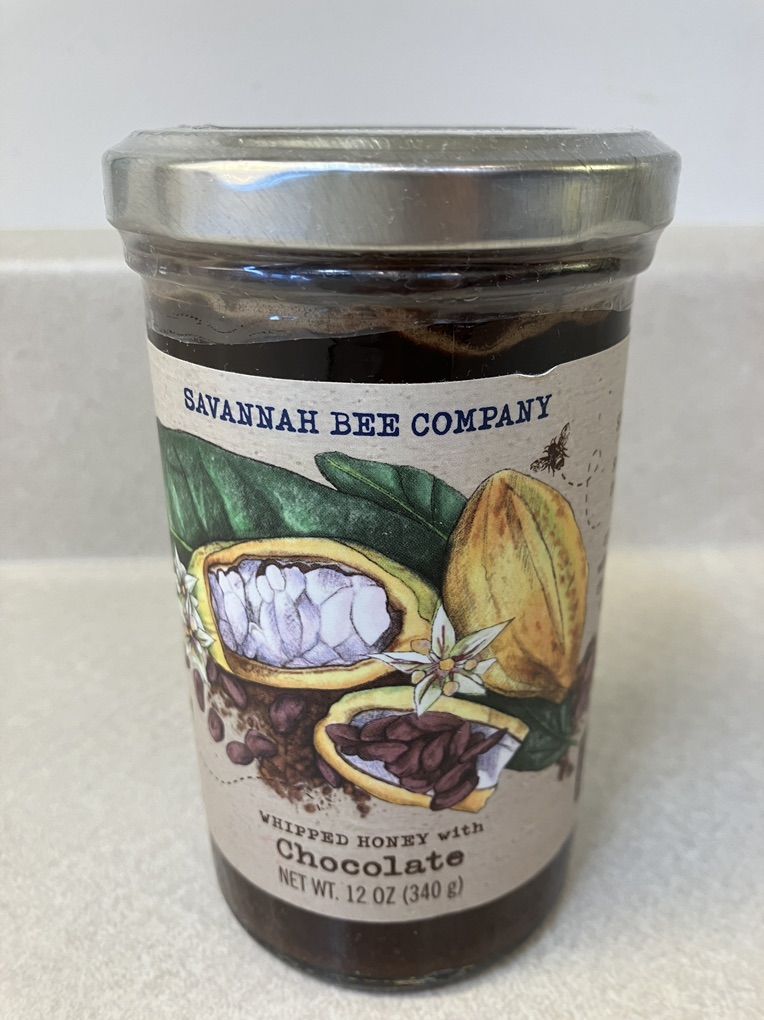 SAVANNAH BEE COMPANY
WHIPPED HONEY with
Chocolate
NET WT. 12 OZ (340 g)